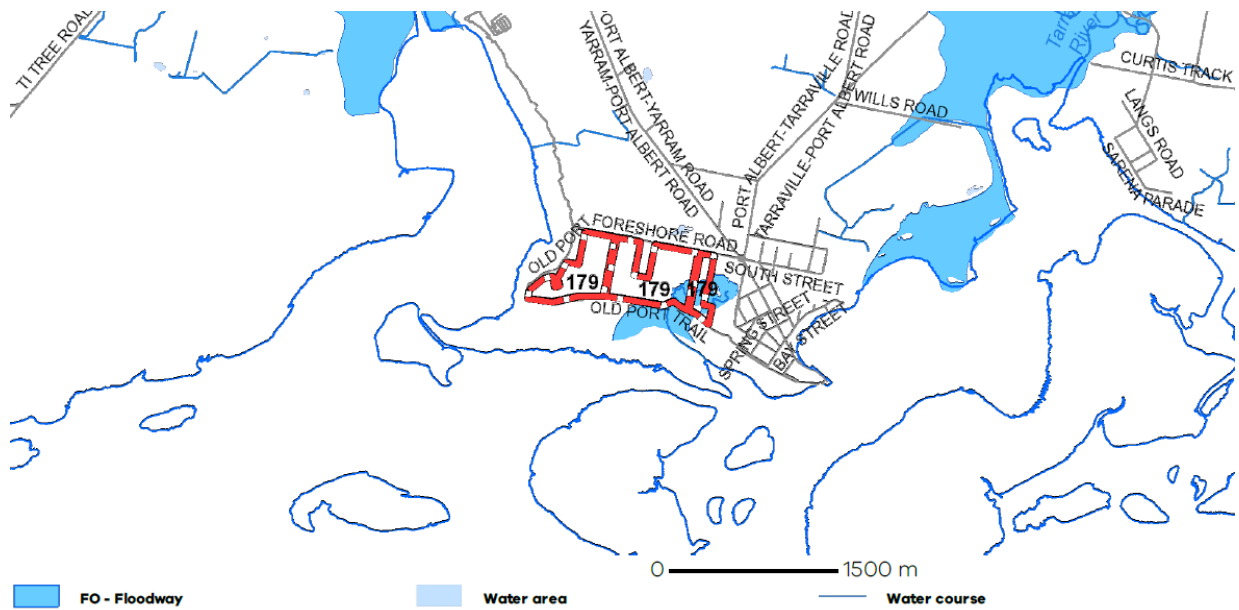 TI TREE ROAD
PORT ALBERT-YARRAM ROAD
YARRAM-PORT ALBERT ROAD
PORT ALBERT-TARRAVILLE ROAD
TARRAVILLE-PORT ALBERT ROAD
River
CURTIS TRACK
WILLS ROAD
LANGS ROAD
SARENA PARADE
OLD PORT
FORESHORE ROAD
179
179
179
SOUTH STREET
OLD PORT TRAIL
SPRING STREET
BAY STREET
0 1500 m
FO - Floodway
Water area
Water course